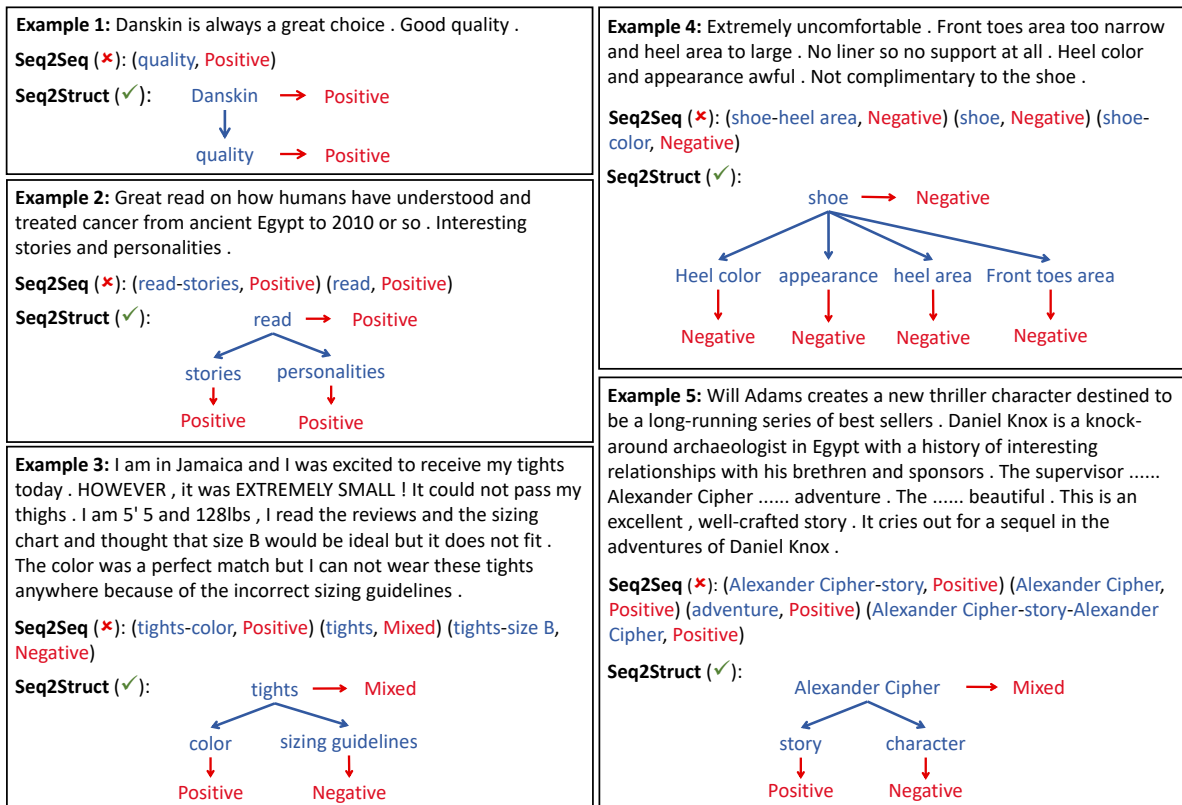 Example 1: Danskin is always a great choice . Good quality .
Seq2Seq (✘): (quality, Positive)
Seq2Struct (✓):
Danskin → Positive
quality → Positive
Example 2: Great read on how humans have understood and
treated cancer from ancient Egypt to 2010 or so . Interesting
stories and personalities .
Seq2Seq (✘): (read-stories, Positive) (read, Positive)
Seq2Struct (✓):
read → Positive
stories personalities
Positive Positive
Example 3: I am in Jamaica and I was excited to receive my tights
today . HOWEVER , it was EXTREMELY SMALL ! It could not pass my
thighs . I am 5' 5 and 128lbs , I read the reviews and the sizing
chart and thought that size B would be ideal but it does not fit .
The color was a perfect match but I can not wear these tights
anywhere because of the incorrect sizing guidelines .
Seq2Seq (✘): (tights-color, Positive) (tights, Mixed) (tights-size B,
Negative)
Seq2Struct (✓):
tights → Mixed
color sizing guidelines
Positive Negative
Example 4: Extremely uncomfortable . Front toes area too narrow
and heel area to large . No liner so no support at all . Heel color
and appearance awful . Not complimentary to the shoe .
Seq2Seq (✘): (shoe-heel area, Negative) (shoe, Negative) (shoe-
color, Negative)
Seq2Struct (✓):
shoe → Negative
Heel color appearance heel area Front toes area
Negative Negative Negative Negative
Example 5: Will Adams creates a new thriller character destined to
be a long-running series of best sellers . Daniel Knox is a knock-
around archaeologist in Egypt with a history of interesting
relationships with his brethren and sponsors . The supervisor ......
Alexander Cipher ...... adventure . The ...... beautiful . This is an
excellent , well-crafted story . It cries out for a sequel in the
adventures of Daniel Knox .
Seq2Seq (✘): (Alexander Cipher-story, Positive) (Alexander Cipher,
Positive) (adventure, Positive) (Alexander Cipher-story-Alexander
Cipher, Positive)
Seq2Struct (✓):
Alexander Cipher → Mixed
story character
Positive Negative